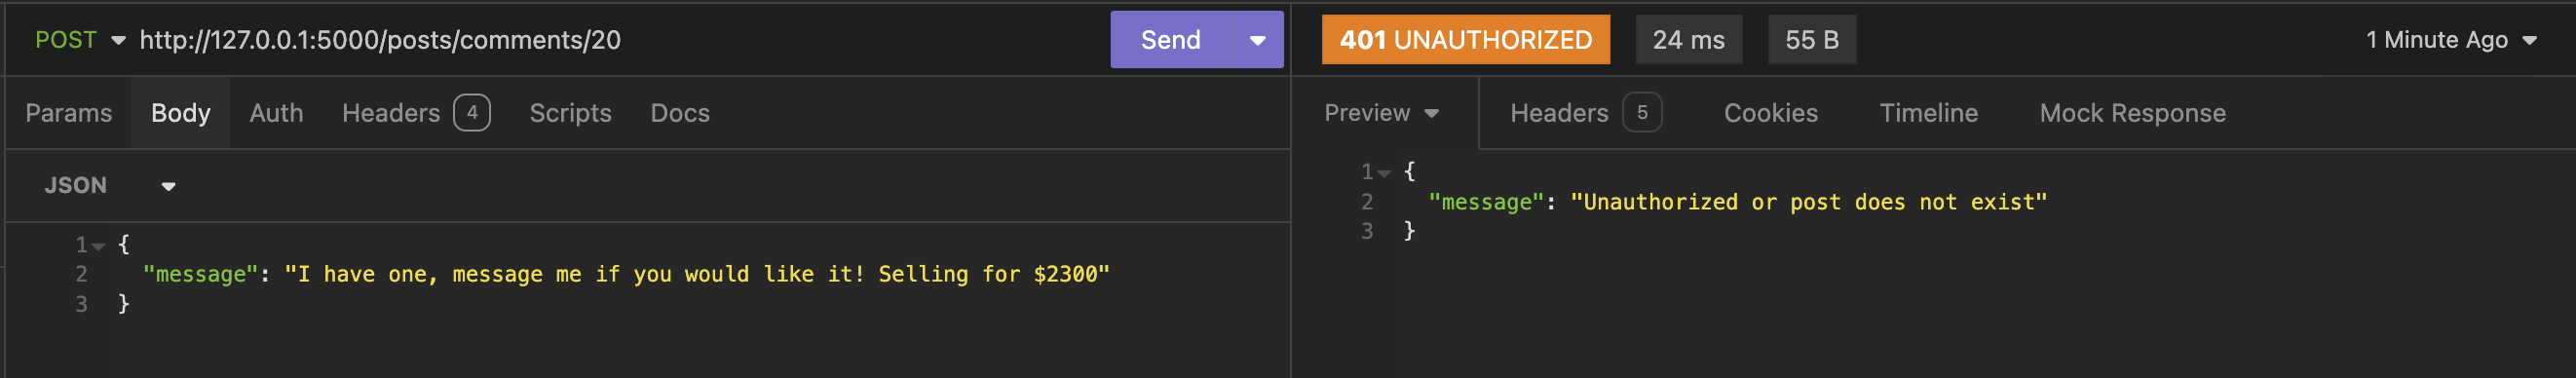 POST http://127.0.0.1:5000/posts/comments/20 Send
401 UNAUTHORIZED 24 ms 55 B 1 Minute Ago
Params Body Auth Headers 4 Scripts Docs
Preview Headers 5 Cookies Timeline Mock Response
JSON
1 {
2 "message": "I have one, message me if you would like it! Selling for $2300"
3 }
1 {
2 "message": "Unauthorized or post does not exist"
3 }